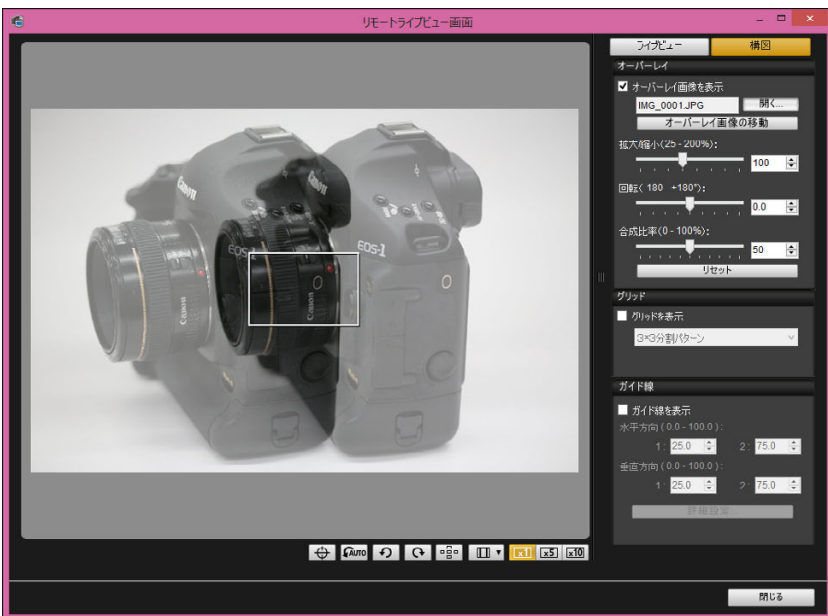 リモートライブビュー画面
ライブビュー 構図
オーバーレイ
オーバーレイ画像を表示
IMG_0001.JPG 開く...
オーバーレイ画像の移動
拡大/縮小(25-200%):
100
回転( 180 +180°):
0.0
合成比率(0-100%):
50
リセット
グリッド
グリッドを表示
3×3分割パターン
ガイド線
ガイド線を表示
水平方向(0.0-100.0):
1: 25.0 2: 75.0
垂直方向(0.0-100.0):
1: 25.0 2: 75.0
詳細設定...
Canon Canon
EOS-1
Canon Canon
AUTO x1 x5 x10
閉じる